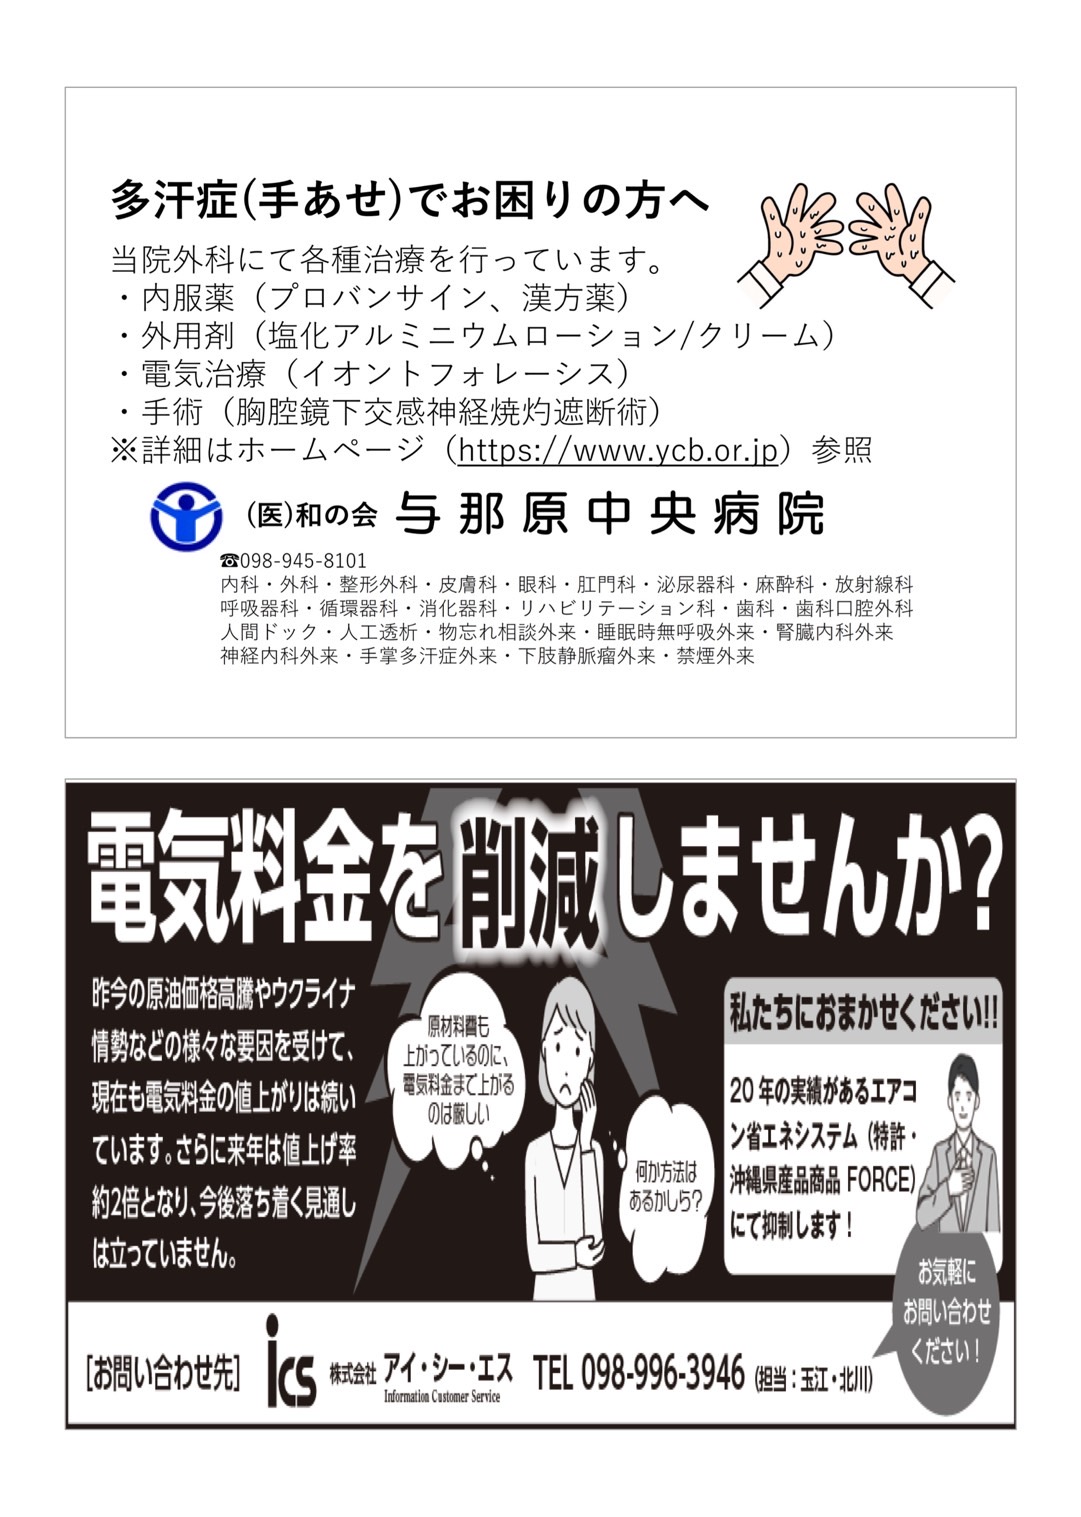 多汗症(手あせ)でお困りの方へ
当院外科にて各種治療を行っています。
・内服薬（プロバンサイン、漢方薬）
・外用剤（塩化アルミニウムローション/クリーム）
・電気治療（イオントフォレーシス）
・手術（胸腔鏡下交感神経焼灼遮断術）
※詳細はホームページ（https://www.ycb.or.jp）参照
(医)和の会 与那原中央病院
☎098-945-8101
内科・外科・整形外科・皮膚科・眼科・肛門科・泌尿器科・麻酔科・放射線科
呼吸器科・循環器科・消化器科・リハビリテーション科・歯科・歯科口腔外科
人間ドック・人工透析・物忘れ相談外来・睡眠時無呼吸外来・腎臓内科外来
神経内科外来・手掌多汗症外来・下肢静脈瘤外来・禁煙外来
電気料金を削減しませんか?
昨今の原油価格高騰やウクライナ
情勢などの様々な要因を受けて、
現在も電気料金の値上がりは続い
ています。さらに来年は値上げ率
約2倍となり、今後落ち着く見通し
は立っていません。
原材料費も
上がっているのに、
電気料金まで上がる
のは厳しい
何か方法は
あるかしら?
私たちにおまかせください!!
20年の実績があるエアコ
ン省エネシステム（特許・
沖縄県産品商品 FORCE）
にて抑制します！
お気軽に
お問い合わせ
ください！
[お問い合わせ先] ics 株式会社 アイ・シー・エス TEL 098-996-3946 (担当：玉江・北川)
Information Customer Service